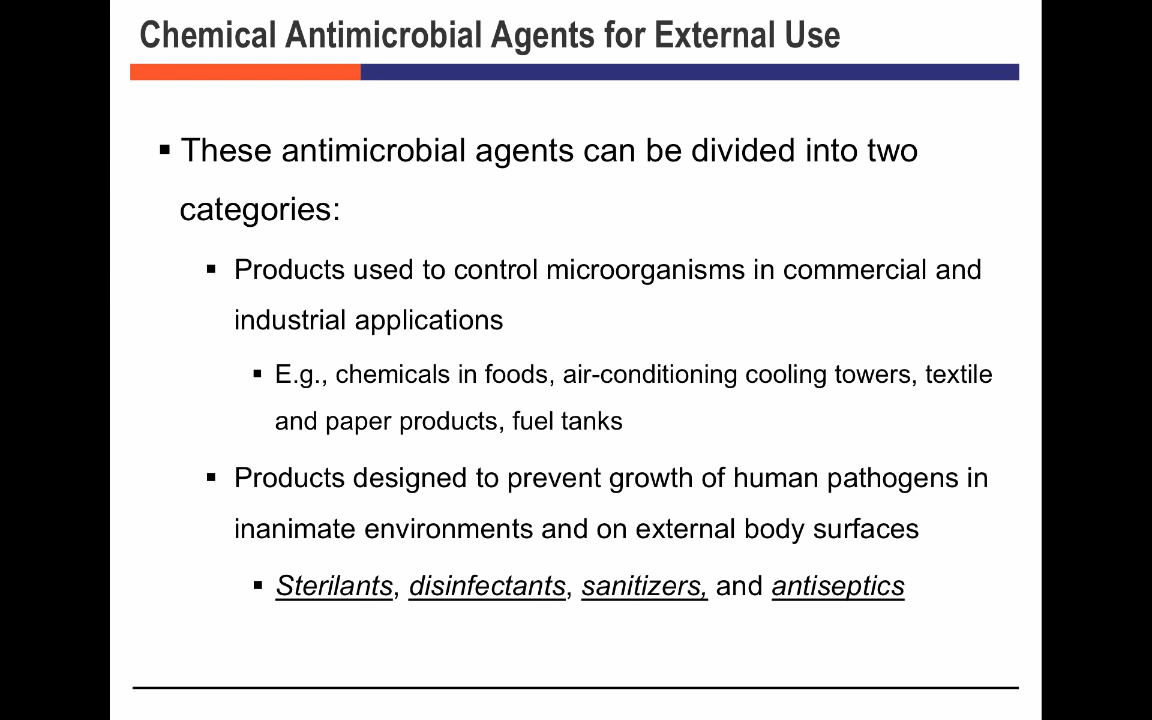 Chemical Antimicrobial Agents for External Use
▪ These antimicrobial agents can be divided into two
categories:
▪ Products used to control microorganisms in commercial and
industrial applications
▪ E.g., chemicals in foods, air-conditioning cooling towers, textile
and paper products, fuel tanks
▪ Products designed to prevent growth of human pathogens in
inanimate environments and on external body surfaces
▪ Sterilants, disinfectants, sanitizers, and antiseptics